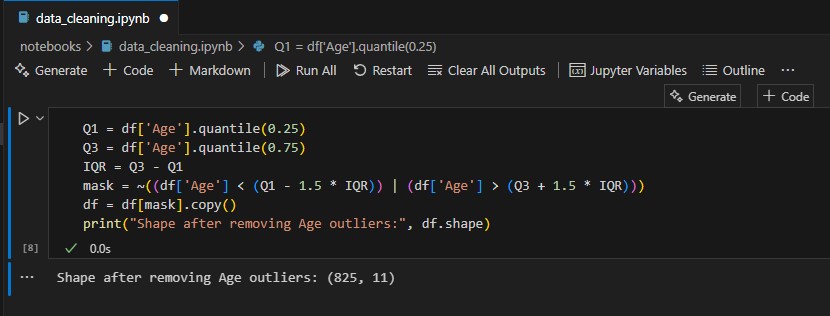 data_cleaning.ipynb
notebooks > data_cleaning.ipynb > Q1 = df['Age'].quantile(0.25)
Generate + Code + Markdown | Run All Restart Clear All Outputs | Jupyter Variables Outline ...
Generate + Code
Q1 = df['Age'].quantile(0.25)
Q3 = df['Age'].quantile(0.75)
IQR = Q3 - Q1
mask = ~((df['Age'] < (Q1 - 1.5 * IQR)) | (df['Age'] > (Q3 + 1.5 * IQR)))
df = df[mask].copy()
print("Shape after removing Age outliers:", df.shape)
[8] ✓ 0.0s
... Shape after removing Age outliers: (825, 11)